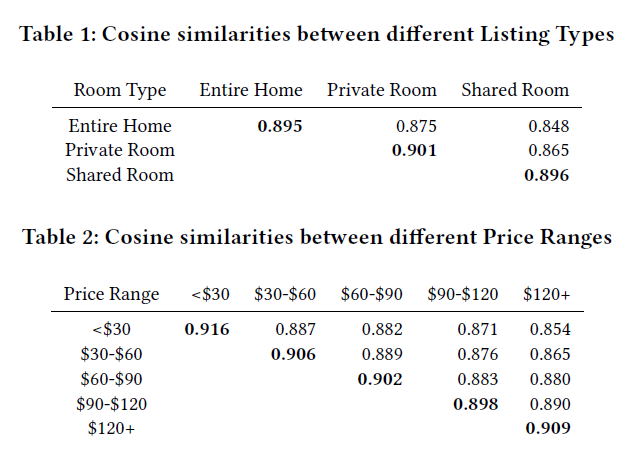 Table 1: Cosine similarities between different Listing Types
Room Type Entire Home Private Room Shared Room
Entire Home 0.895 0.875 0.848
Private Room 0.901 0.865
Shared Room 0.896
Table 2: Cosine similarities between different Price Ranges
Price Range <$30 $30-$60 $60-$90 $90-$120 $120+
<$30 0.916 0.887 0.882 0.871 0.854
$30-$60 0.906 0.889 0.876 0.865
$60-$90 0.902 0.883 0.880
$90-$120 0.898 0.890
$120+ 0.909